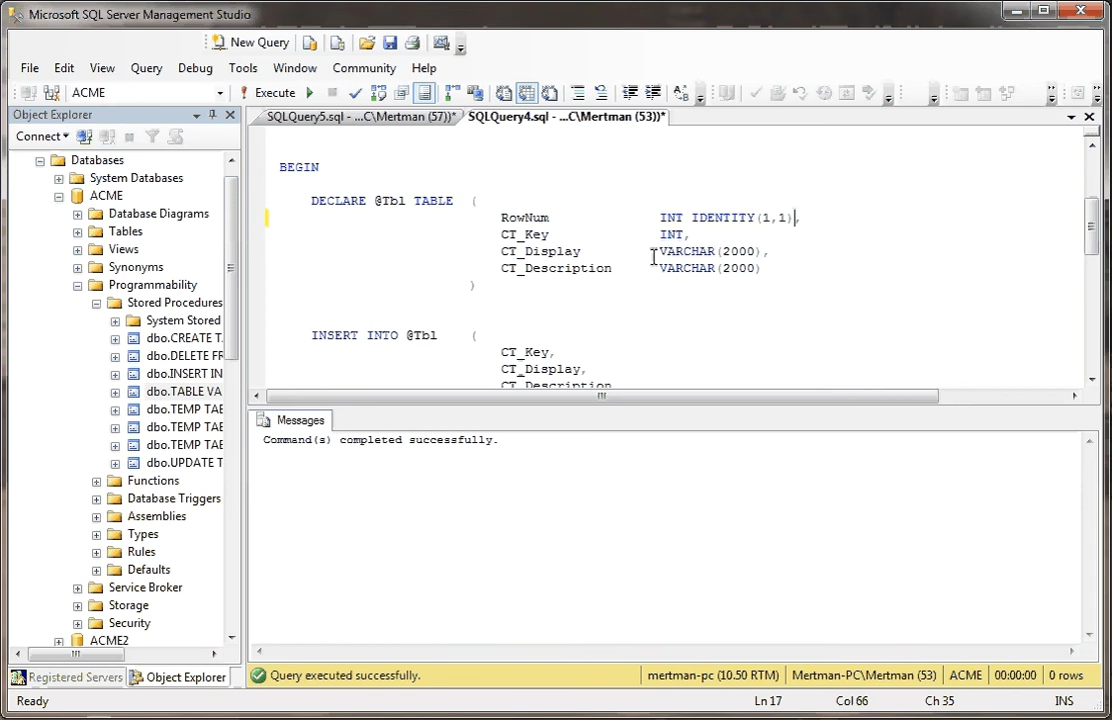 Microsoft SQL Server Management Studio
New Query
File Edit View Query Debug Tools Window Community Help
ACME
Execute
Object Explorer
SQLQuery5.sql - ...C\Mertman (57))*
SQLQuery4.sql - ...C\Mertman (53))*
Connect
Databases
System Databases
ACME
Database Diagrams
Tables
Views
Synonyms
Programmability
Stored Procedures
System Stored
dbo.CREATE T
dbo.DELETE FR
dbo.INSERT IN
dbo.TABLE VA
dbo.TEMP TAE
dbo.TEMP TAE
dbo.TEMP TAE
dbo.UPDATE T
Functions
Database Triggers
Assemblies
Types
Rules
Defaults
Service Broker
Storage
Security
ACME2
Registered Servers
Object Explorer
BEGIN
DECLARE @Tbl TABLE (
RowNum INT IDENTITY(1,1),
CT_Key INT,
CT_Display VARCHAR(2000),
CT_Description VARCHAR(2000)
)
INSERT INTO @Tbl (
CT_Key,
CT_Display,
CT_Description
Messages
Command(s) completed successfully.
Query executed successfully.
mertman-pc (10.50 RTM)
Mertman-PC\Mertman (53)
ACME
00:00:00
0 rows
Ready
Ln 17
Col 66
Ch 35
INS